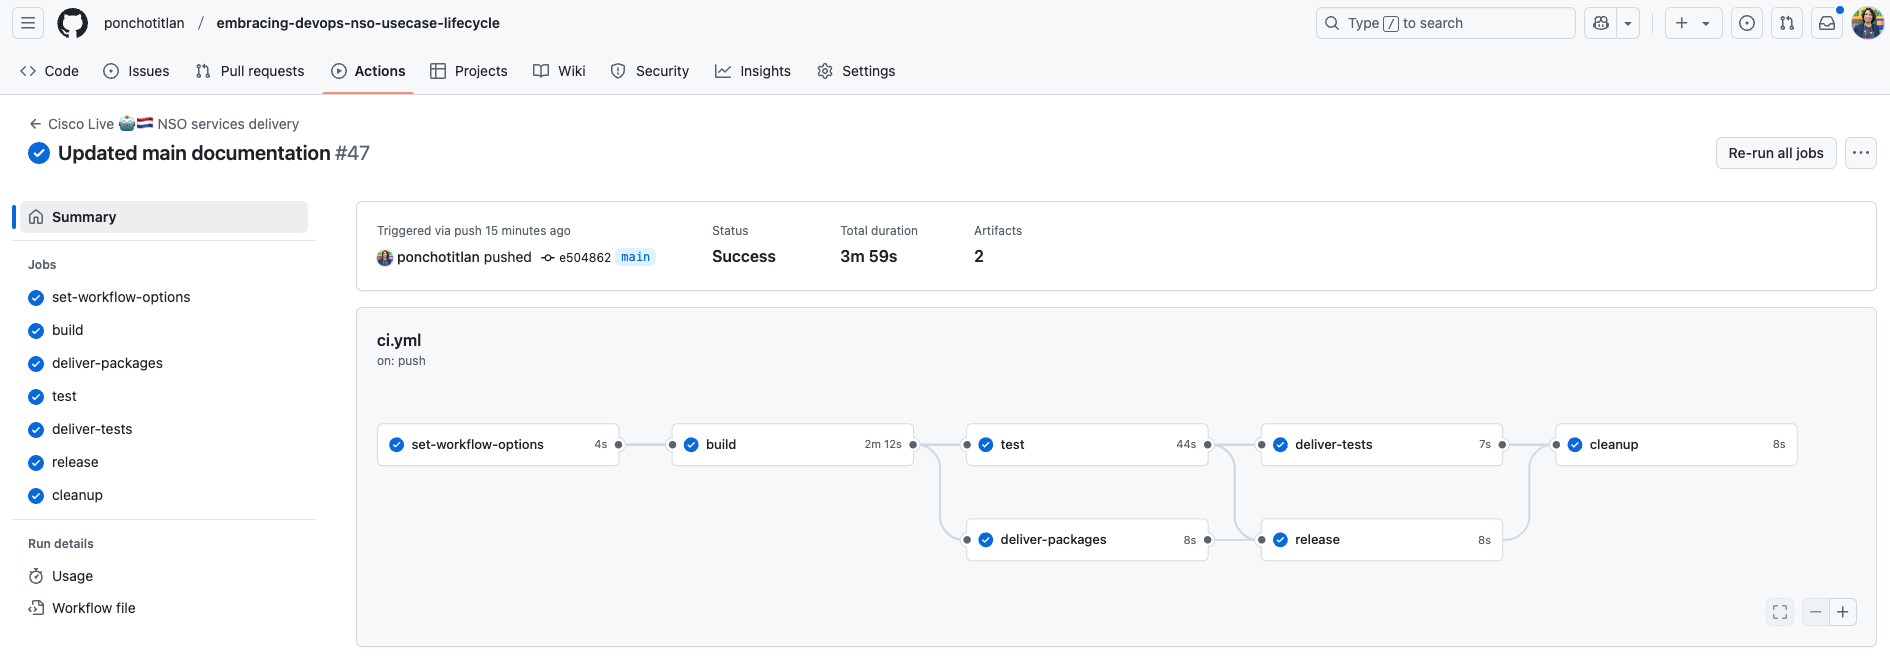 ponchotitlan / embracing-devops-nso-usecase-lifecycle
Type / to search
Code
Issues
Pull requests
Actions
Projects
Wiki
Security
Insights
Settings
Cisco Live 🤖🇳🇱 NSO services delivery
Updated main documentation #47
Re-run all jobs
Summary
Jobs
set-workflow-options
build
deliver-packages
test
deliver-tests
release
cleanup
Run details
Usage
Workflow file
Triggered via push 15 minutes ago
ponchotitlan pushed e504862 main
Status
Success
Total duration
3m 59s
Artifacts
2
ci.yml
on: push
set-workflow-options 4s
build 2m 12s
test 44s
deliver-tests 7s
cleanup 8s
deliver-packages 8s
release 8s